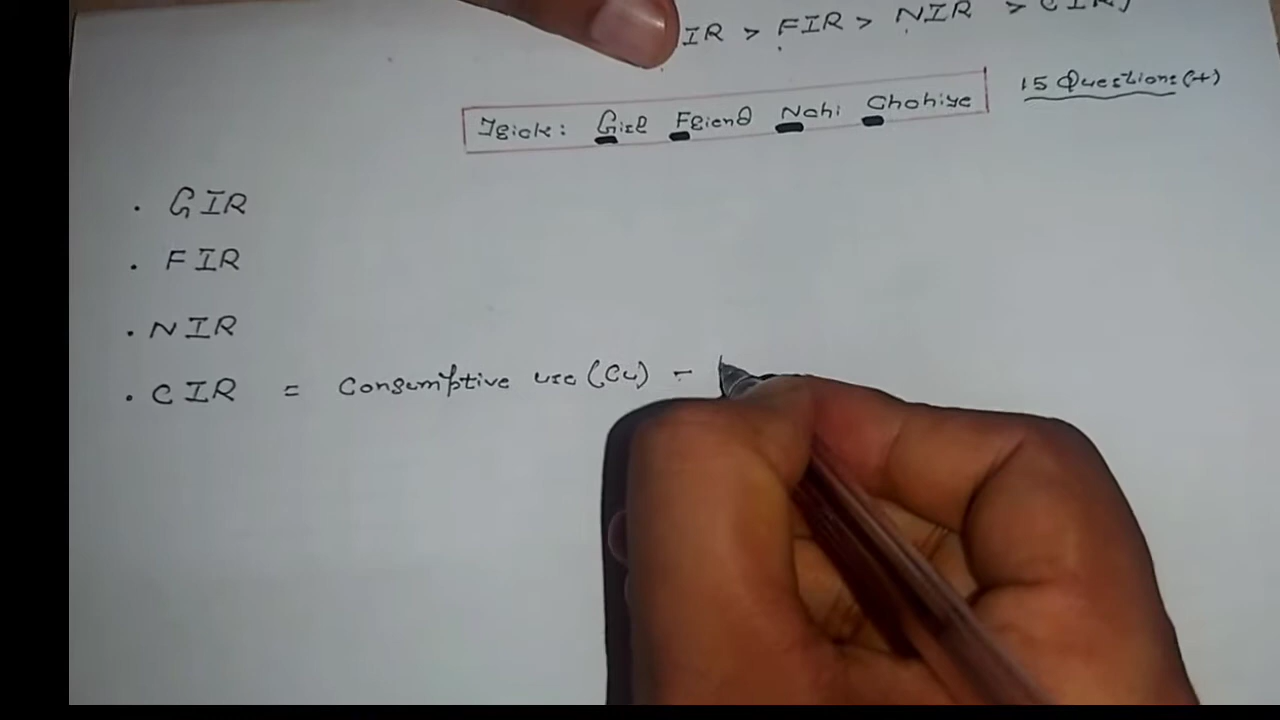 IR > FIR > NIR > CIR)
Trick: Girl Friend Nahi Chahiye
15 Questions (+)
. GIR
. FIR
. NIR
. CIR = Consumptive use (Cu) -